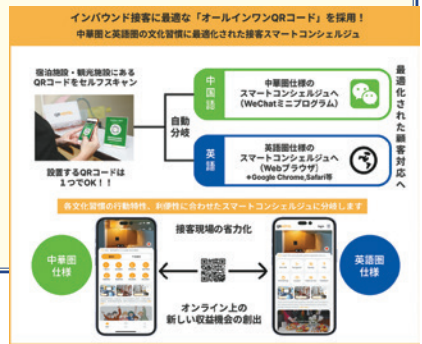 インバウンド接客に最適な「オールインワンQRコード」を採用！
中華圏と英語圏の文化習慣に最適化された接客スマートコンシェルジュ
宿泊施設・観光施設にある
QRコードをセルフスキャン
設置するQRコードは
1つでOK！！
自動
分岐
中国語
中華圏仕様の
スマートコンシェルジュへ
（WeChatミニプログラム）
英語
英語圏仕様の
スマートコンシェルジュへ
（Webブラウザ）
※Google Chrome,Safari等
最適化された顧客対応へ
各文化習慣の行動特性、利便性に合わせたスマートコンシェルジュに分岐します
中華圏
仕様
接客現場の省力化
オンライン上の
新しい収益機会の創出
英語圏
仕様